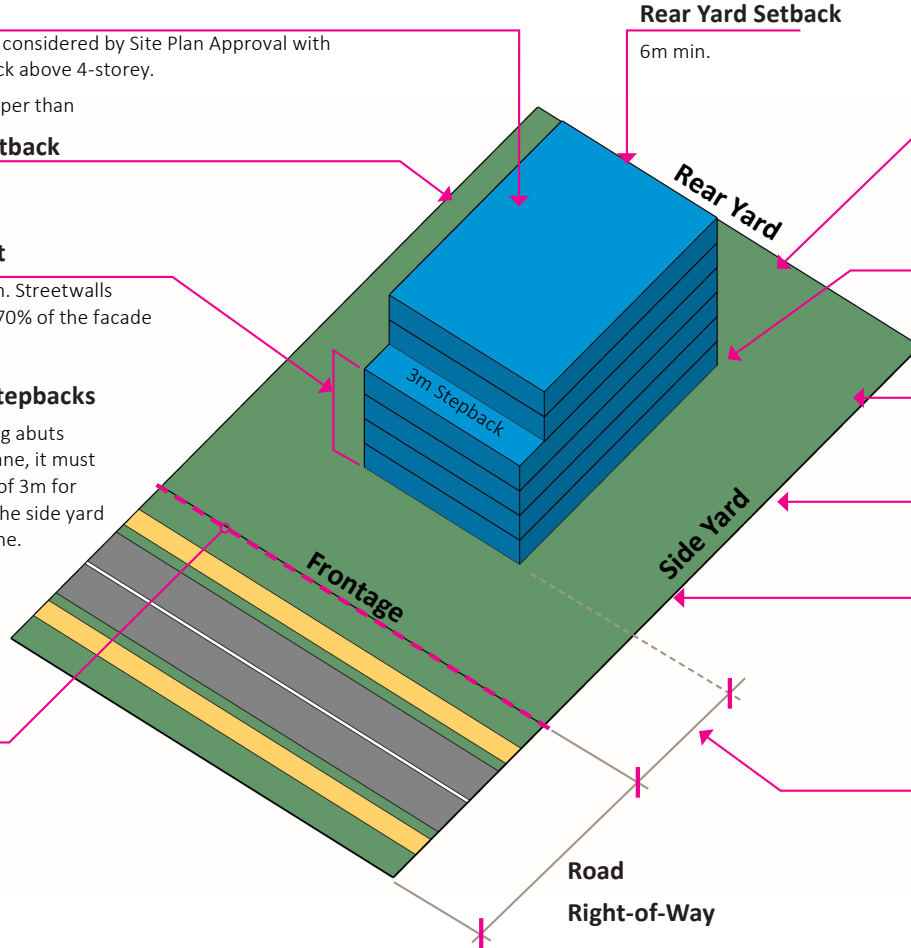 considered by Site Plan Approval with
ck above 4-storey.
per than
tback
t
n. Streetwalls
70% of the facade
tepbacks
g abuts
ane, it must
of 3m for
he side yard
ne.
Rear Yard Setback
6m min.
Rear Yard
3m Stepback
Side Yard
Frontage
Road
Right-of-Way